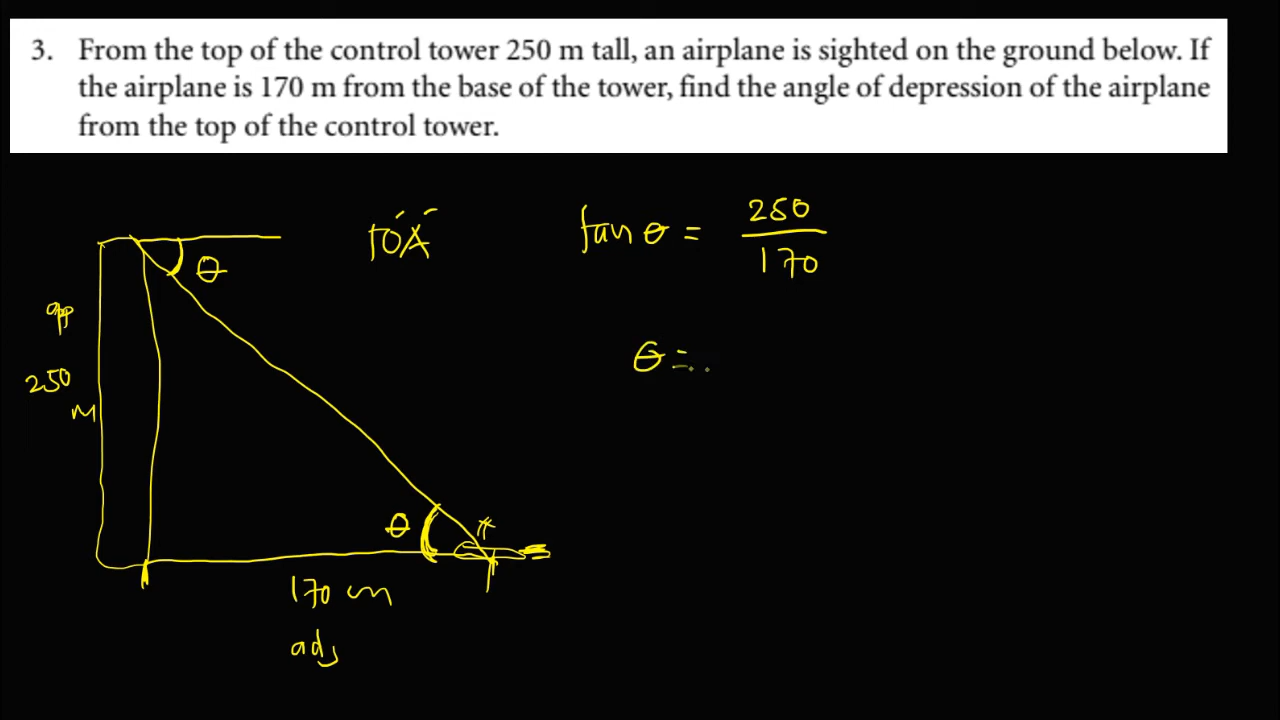 3. From the top of the control tower 250 m tall, an airplane is sighted on the ground below. If
the airplane is 170 m from the base of the tower, find the angle of depression of the airplane
from the top of the control tower.
TOA
tan θ = 250/170
θ
opp
250
m
θ =
θ
170 m
adj